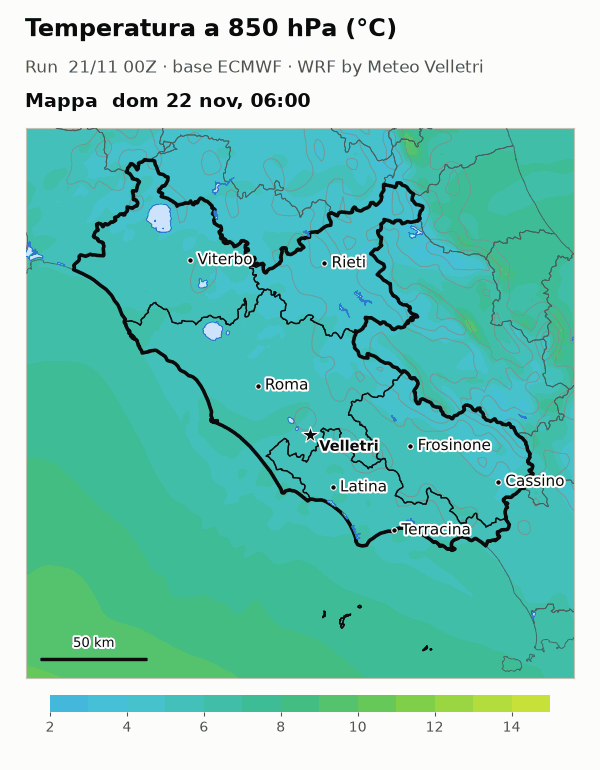 Temperatura a 850 hPa (°C)
Run  21/11 00Z · base ECMWF · WRF by Meteo Velletri
Mappa  dom 22 nov, 06:00
Viterbo
Rieti
Roma
Velletri
Frosinone
Latina
Cassino
Terracina
50 km
2 4 6 8 10 12 14